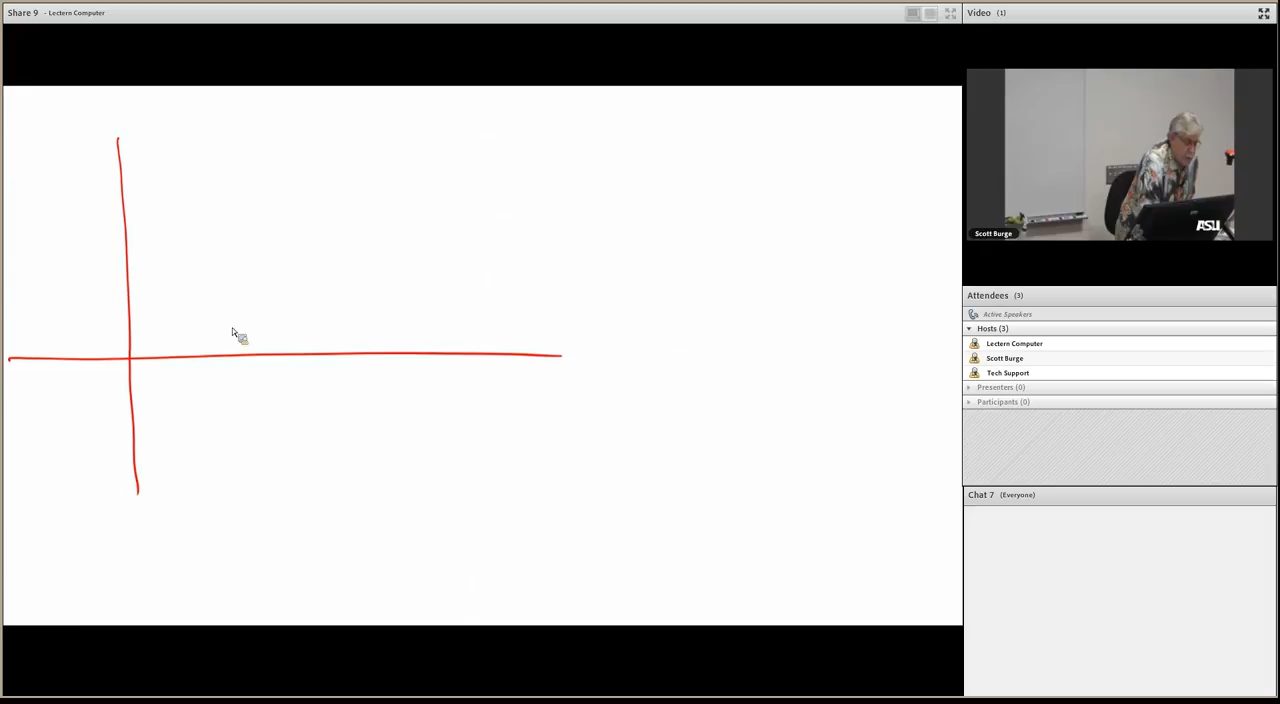 Share 9 - Lectern Computer
Video (1)
ASU
Scott Burge
Attendees (3)
Active Speakers
Hosts (3)
Lectern Computer
Scott Burge
Tech Support
Presenters (0)
Participants (0)
Chat 7 (Everyone)